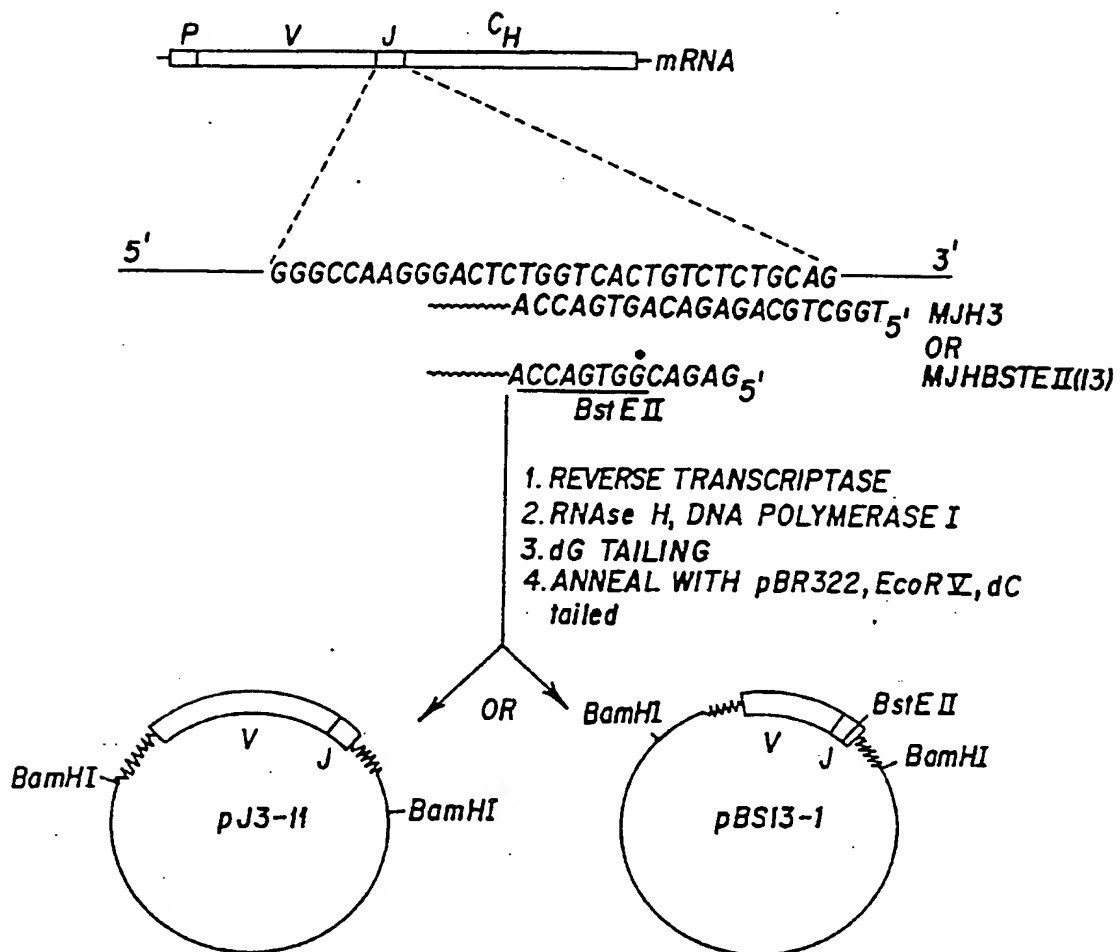 P V J CH
mRNA
5' 3'
GGGCCAAGGGACTCTGGTCACTGTCTCTGCAG
ACCAGTGACAGAGACGTCGGT5' MJH3
OR
ACCAGTGGCAGAG5' MJHBSTEII(13)
BstEII
1. REVERSE TRANSCRIPTASE
2. RNAse H, DNA POLYMERASE I
3. dG TAILING
4. ANNEAL WITH pBR322, EcoRV, dC
tailed
OR
BamHI V J BamHI
pJ3-11
BamHI V J BstEII
BamHI
pBS13-1